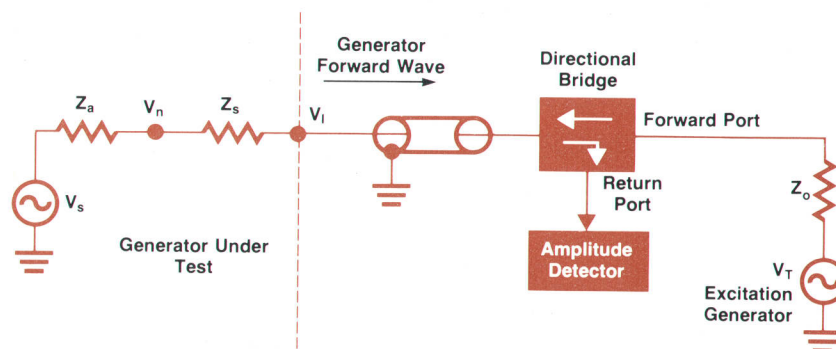 Generator
Forward Wave
Directional
Bridge
Za
Vn
Zs
VI
Forward Port
Vs
Return
Port
Zo
Generator Under
Test
Amplitude
Detector
VT
Excitation
Generator